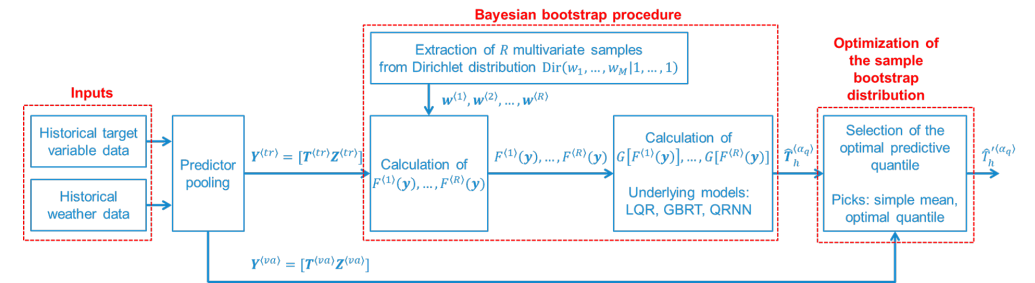 Bayesian bootstrap procedure
Extraction of R multivariate samples
from Dirichlet distribution Dir(w₁, … , w_M|1, … , 1)
w⁽¹⁾, w⁽²⁾, … , w⁽ᴿ⁾
Inputs
Historical target
variable data
Historical
weather data
Predictor
pooling
Y^(tr) = [T^(tr) Z^(tr)]
Calculation of
F⁽¹⁾(y), … , F⁽ᴿ⁾(y)
F⁽¹⁾(y), … , F⁽ᴿ⁾(y)
Calculation of
G[F⁽¹⁾(y)], … , G[F⁽ᴿ⁾(y)]
Underlying models:
LQR, GBRT, QRNN
T̂_h^(α_q)
Optimization of
the sample
bootstrap
distribution
Selection of the
optimal predictive
quantile
Picks: simple mean,
optimal quantile
T̂_h′^(α_q)
Y^(va) = [T^(va) Z^(va)]